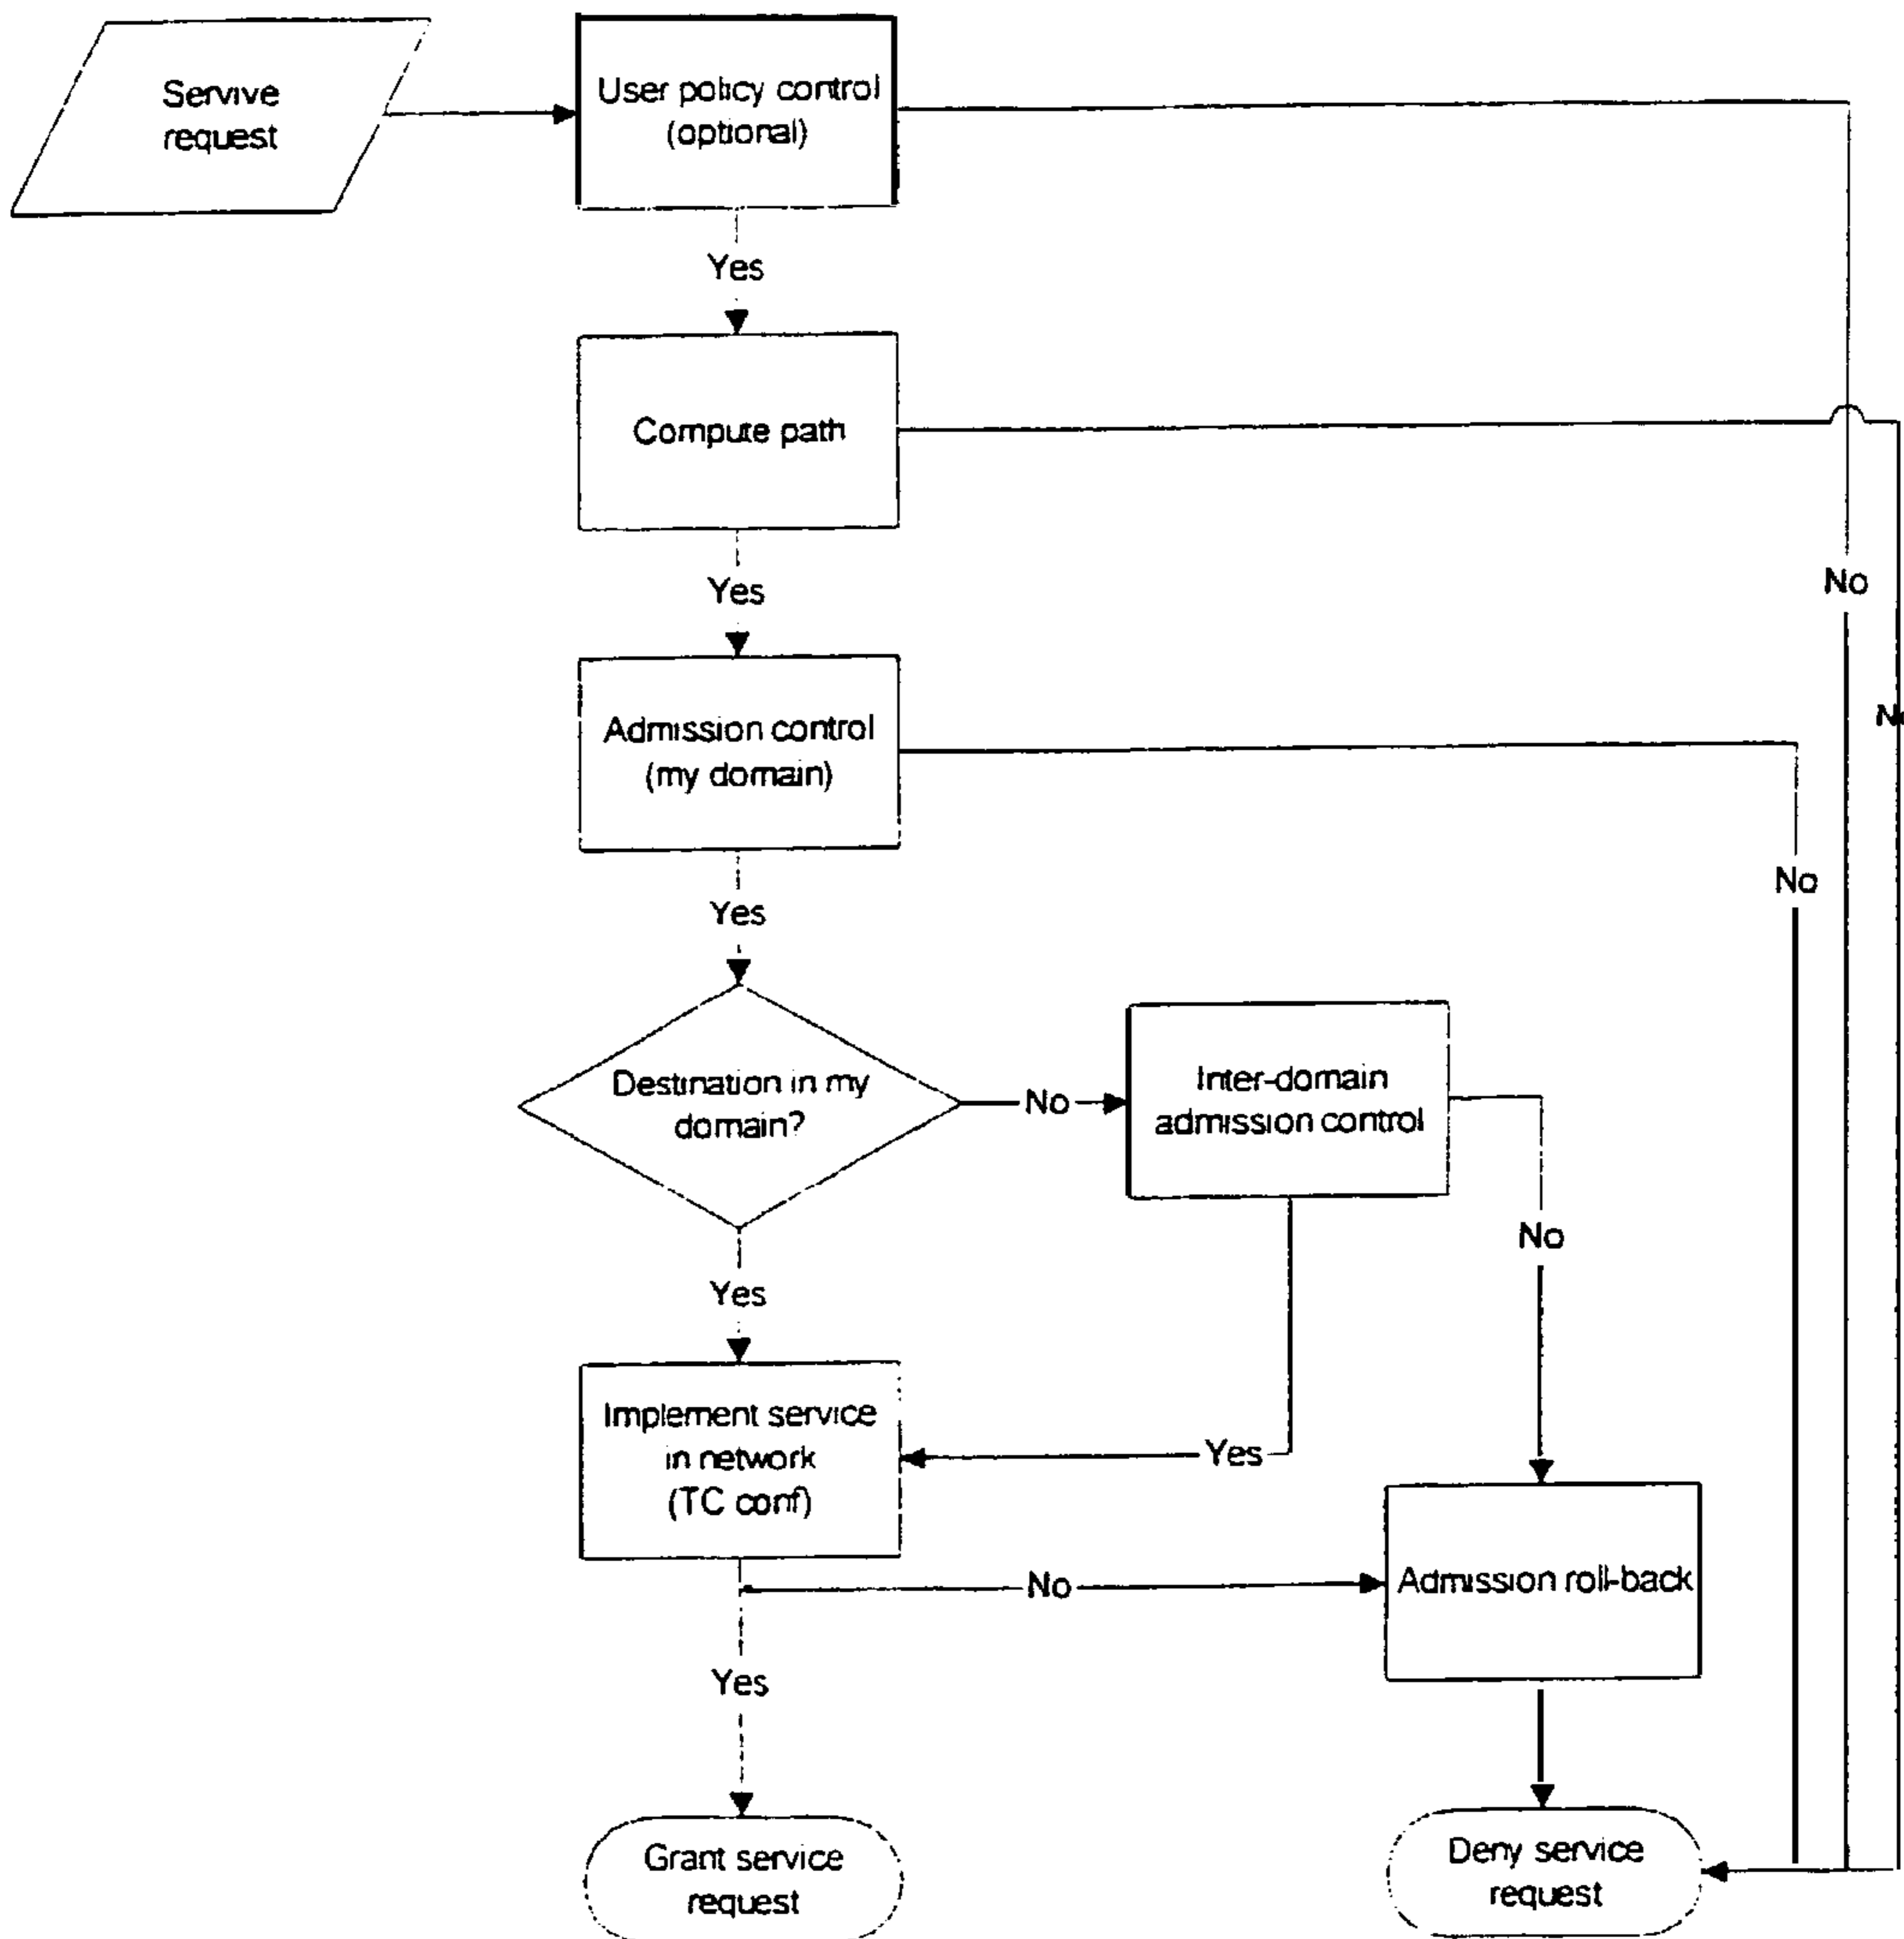 Servive
request
User policy control
(optional)
Yes
Compute path
Yes
No
Admission control
(my domain)
No
Yes
Destination in my
domain?
No
Inter-domain
admission control
No
Yes
Implement service
in network
(TC conf)
Yes
No
Admission roll-back
Yes
Grant service
request
Deny service
request